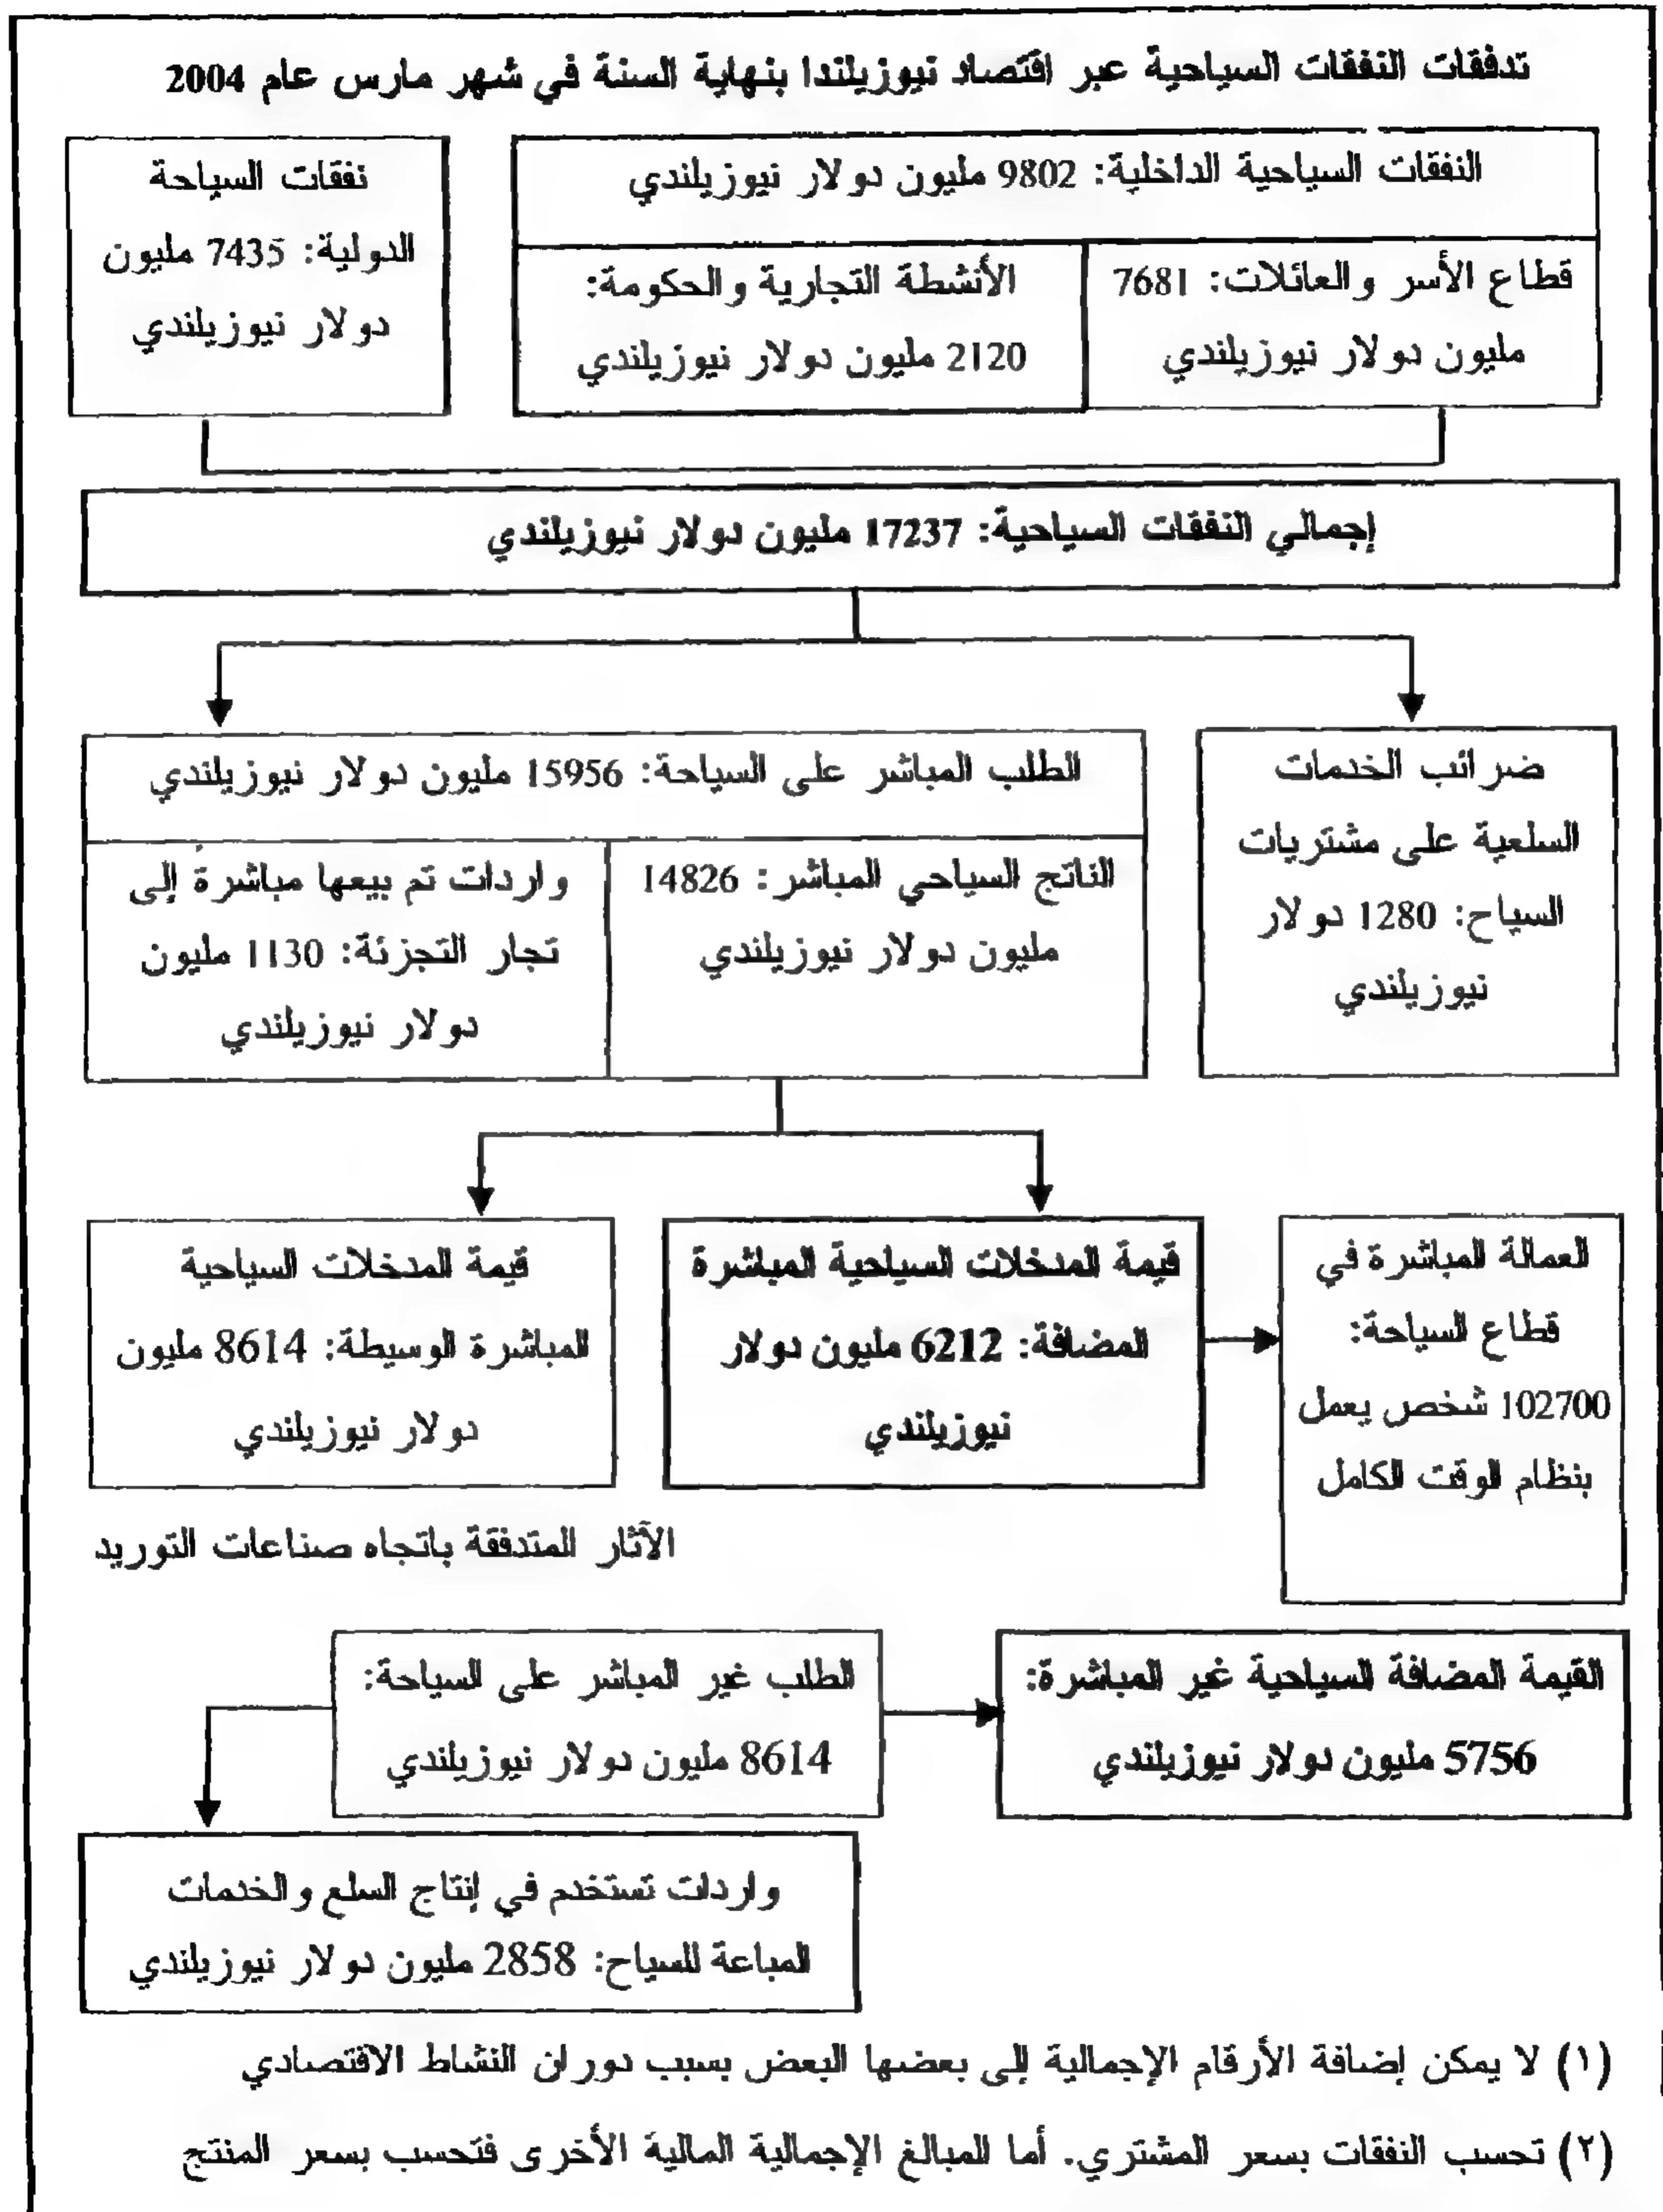 تدفقات النفقات السياحية عبر اقتصاد نيوزيلندا بنهاية السنة في شهر مارس عام 2004
النفقات السياحية الداخلية: 9802 مليون دولار نيوزيلندي
قطاع الأسر والعائلات: 7681
مليون دولار نيوزيلندي
الأنشطة التجارية والحكومة:
2120 مليون دولار نيوزيلندي
نفقات السياحة
الدولية: 7435 مليون
دولار نيوزيلندي
إجمالي النفقات السياحية: 17237 مليون دولار نيوزيلندي
ضرائب الخدمات
السلعية على مشتريات
السياح: 1280 دولار
نيوزيلندي
الطلب المباشر على السياحة: 15956 مليون دولار نيوزيلندي
الناتج السياحي المباشر: 14826
مليون دولار نيوزيلندي
واردات تم بيعها مباشرة إلى
تجار التجزئة: 1130 مليون
دولار نيوزيلندي
العمالة المباشرة في
قطاع السياحة:
102700 شخص يعمل
بنظام الوقت الكامل
قيمة المدخلات السياحية المباشرة
المضافة: 6212 مليون دولار
نيوزيلندي
قيمة المدخلات السياحية
المباشرة الوسيطة: 8614 مليون
دولار نيوزيلندي
الآثار المتدفقة باتجاه صناعات التوريد
القيمة المضافة السياحية غير المباشرة:
5756 مليون دولار نيوزيلندي
الطلب غير المباشر على السياحة:
8614 مليون دولار نيوزيلندي
واردات تستخدم في إنتاج السلع والخدمات
المباعة للسياح: 2858 مليون دولار نيوزيلندي
(١) لا يمكن إضافة الأرقام الإجمالية إلى بعضها البعض بسبب دوران النشاط الاقتصادي
(٢) تحسب النفقات بسعر المشتري. أما المبالغ الإجمالية المالية الأخرى فتحسب بسعر المنتج